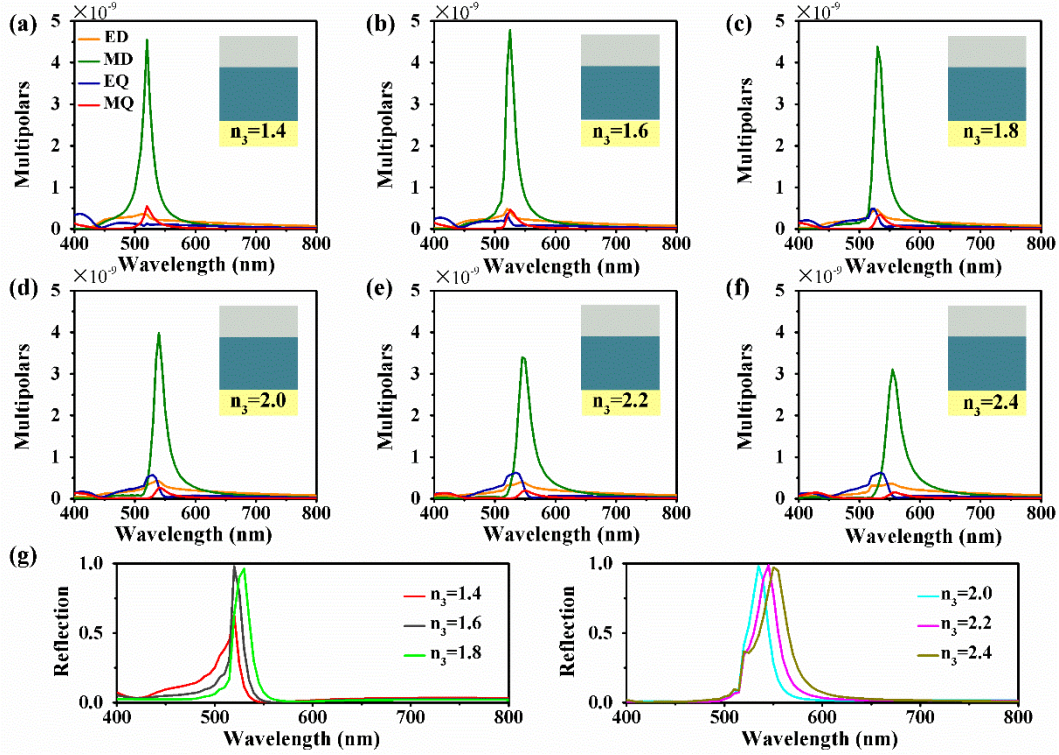 (a)
×10⁻⁹
5
4
3
2
1
0
Multipolars
ED
MD
EQ
MQ
n₃=1.4
400 500 600 700 800
Wavelength (nm)
(b)
×10⁻⁹
5
4
3
2
1
0
Multipolars
n₃=1.6
400 500 600 700 800
Wavelength (nm)
(c)
×10⁻⁹
5
4
3
2
1
0
Multipolars
n₃=1.8
400 500 600 700 800
Wavelength (nm)
(d)
×10⁻⁹
5
4
3
2
1
0
Multipolars
n₃=2.0
400 500 600 700 800
Wavelength (nm)
(e)
×10⁻⁹
5
4
3
2
1
0
Multipolars
n₃=2.2
400 500 600 700 800
Wavelength (nm)
(f)
×10⁻⁹
5
4
3
2
1
0
Multipolars
n₃=2.4
400 500 600 700 800
Wavelength (nm)
(g)
1.0
0.5
0.0
Reflection
n₃=1.4
n₃=1.6
n₃=1.8
400 500 600 700 800
Wavelength (nm)
1.0
0.5
0.0
Reflection
n₃=2.0
n₃=2.2
n₃=2.4
400 500 600 700 800
Wavelength (nm)